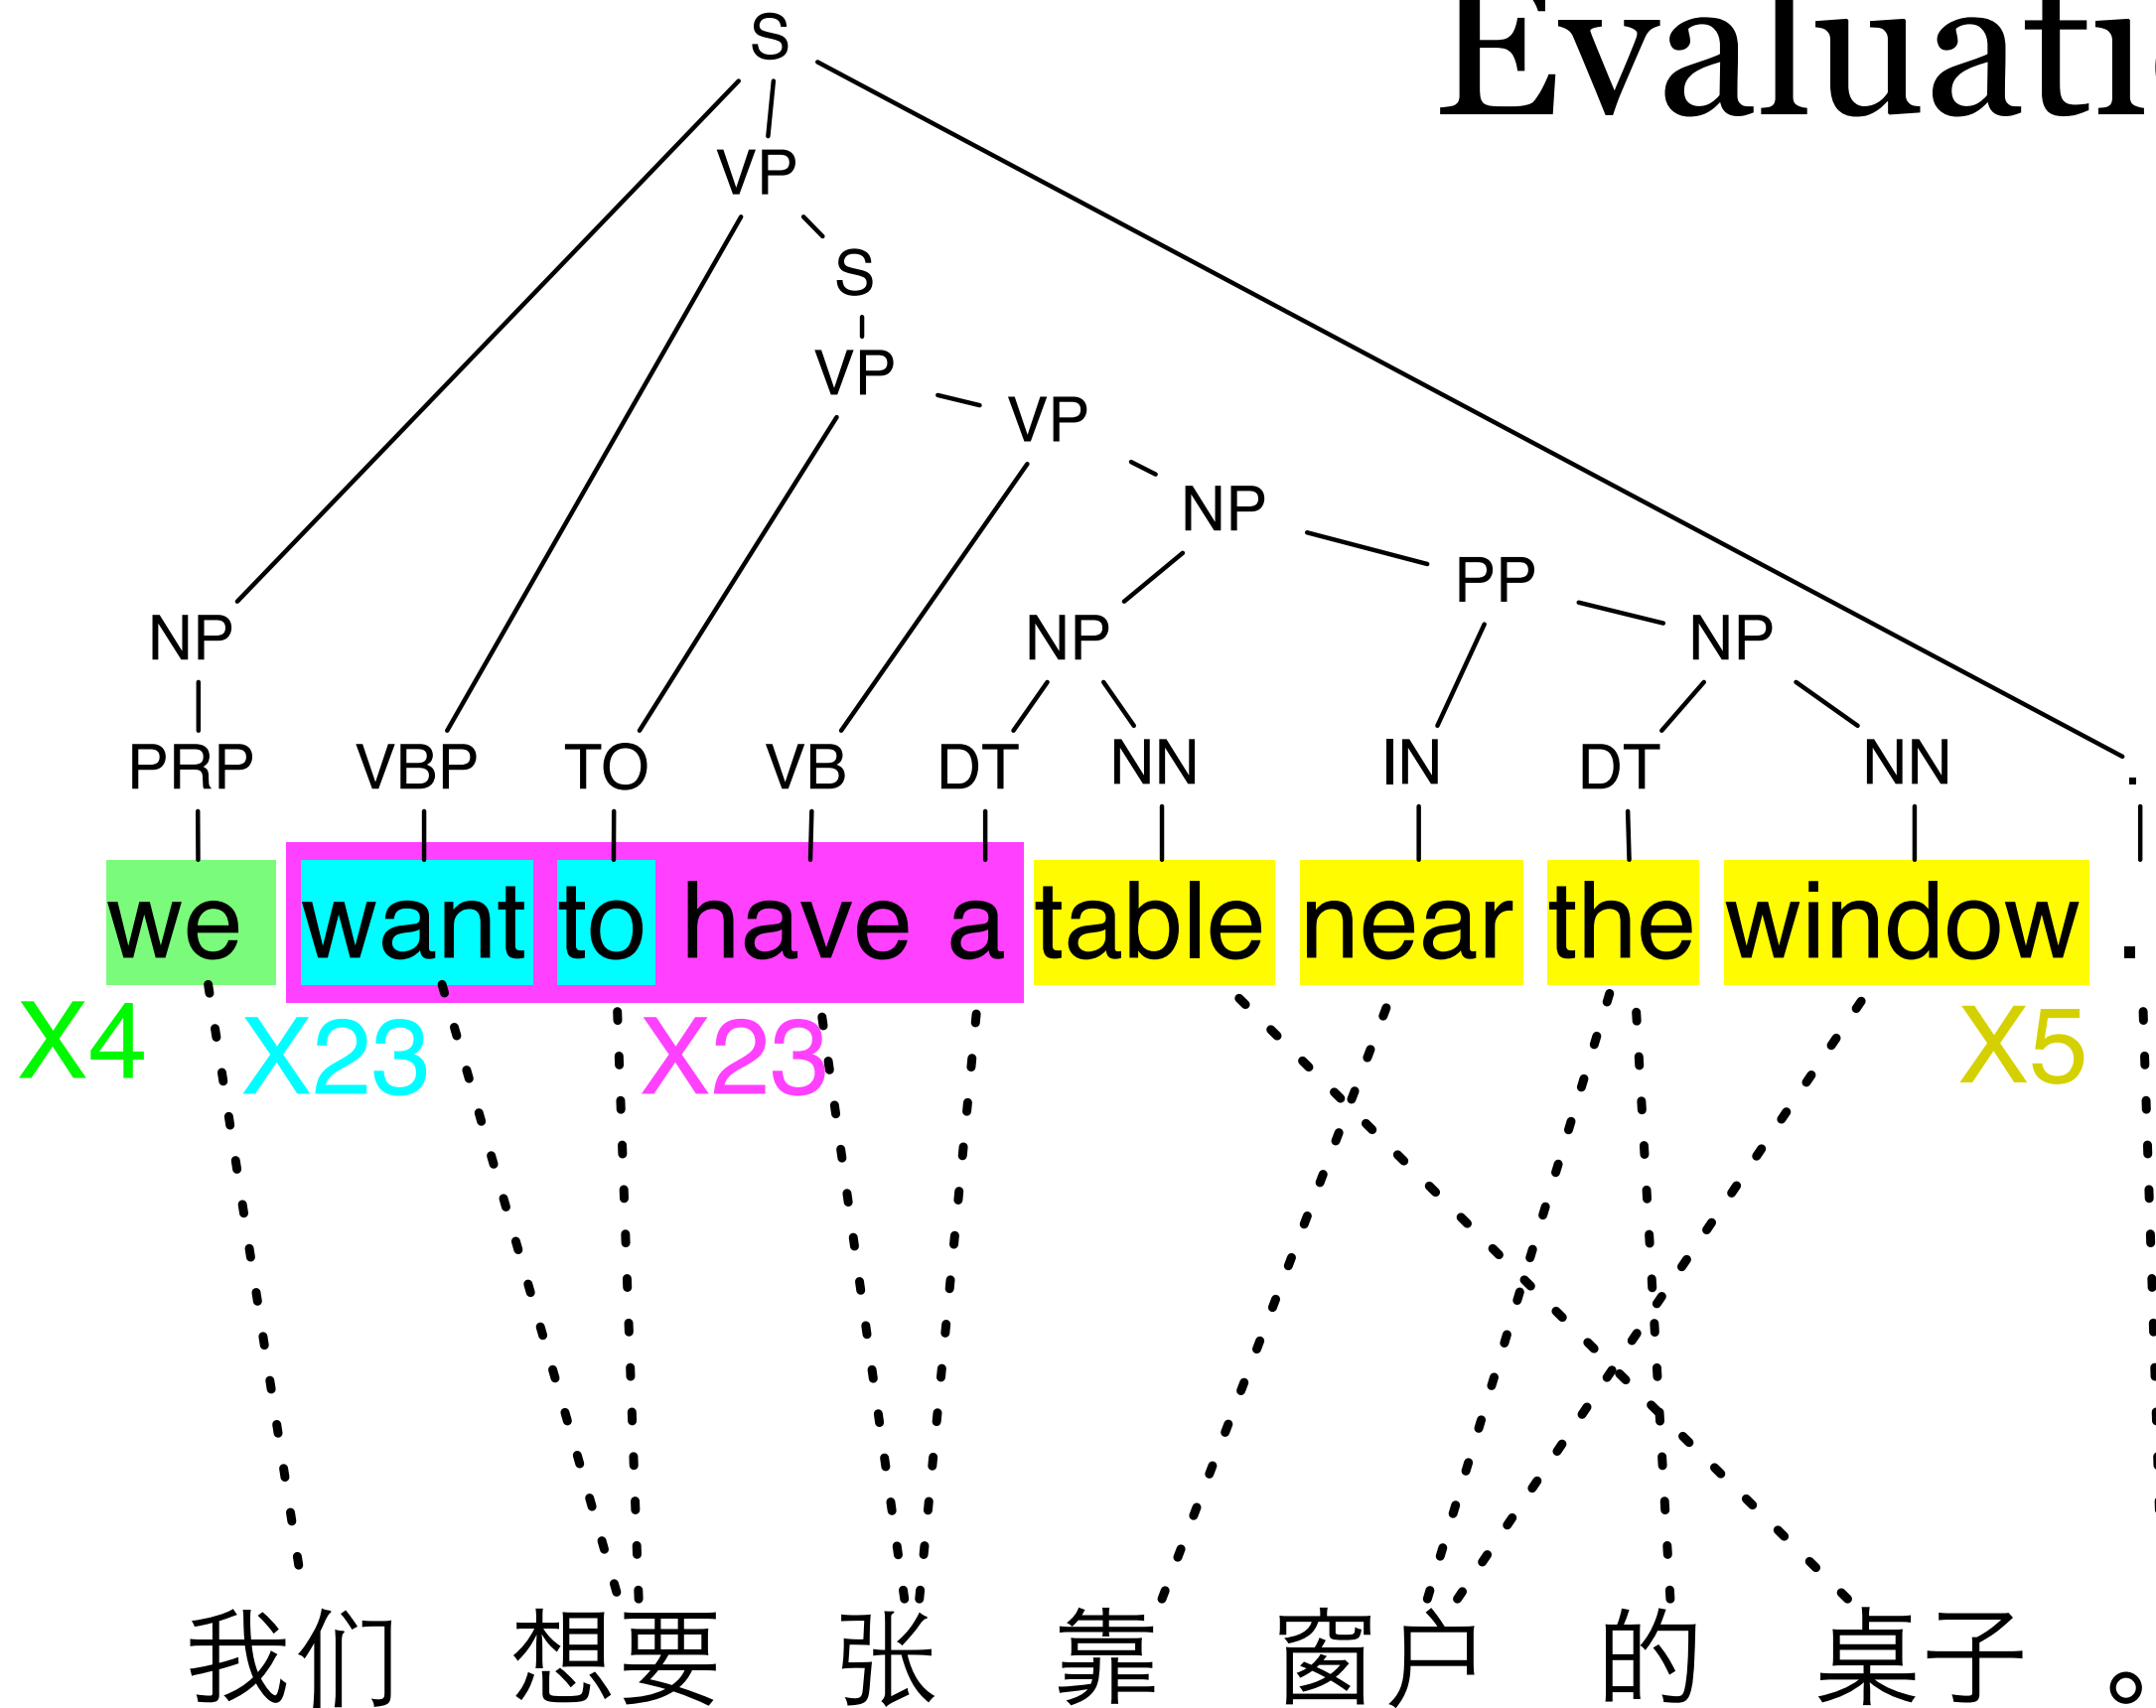 Evaluati
S
VP
S
VP
VP
NP
PP
NP NP NP
PRP VBP TO VB DT NN IN DT NN .
we want to have a table near the window .
X4 X23 X23 X5
我们 想要 张 靠 窗户 的 桌子 。